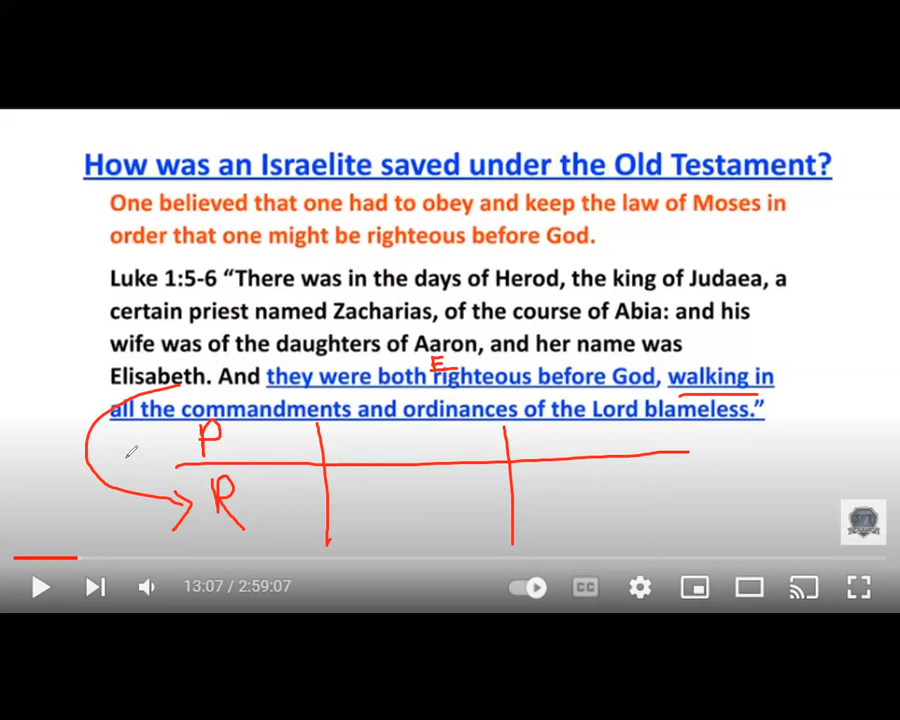 How was an Israelite saved under the Old Testament?
One believed that one had to obey and keep the law of Moses in
order that one might be righteous before God.
Luke 1:5-6 “There was in the days of Herod, the king of Judaea, a
certain priest named Zacharias, of the course of Abia: and his
wife was of the daughters of Aaron, and her name was
E
Elisabeth. And they were both righteous before God, walking in
all the commandments and ordinances of the Lord blameless.”
P
R
13:07 / 2:59:07
CC